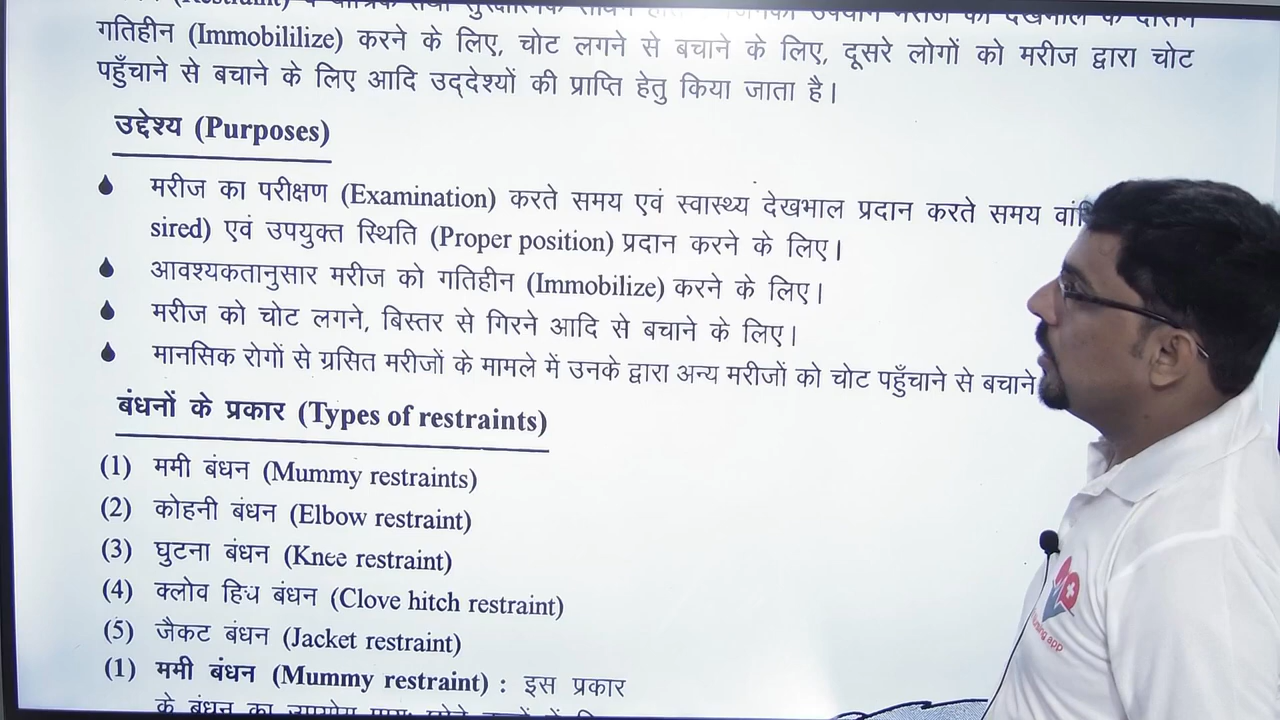 (Restraint)
गतिहीन (Immobililize) करने के लिए, चोट लगने से बचाने के लिए, दूसरे लोगों को मरीज द्वारा चोट
पहुँचाने से बचाने के लिए आदि उद्देश्यों की प्राप्ति हेतु किया जाता है।
उद्देश्य (Purposes)
मरीज का परीक्षण (Examination) करते समय एवं स्वास्थ्य देखभाल प्रदान करते समय
sired) एवं उपयुक्त स्थिति (Proper position) प्रदान करने के लिए।
आवश्यकतानुसार मरीज को गतिहीन (Immobilize) करने के लिए।
मरीज को चोट लगने, बिस्तर से गिरने आदि से बचाने के लिए।
मानसिक रोगों से ग्रसित मरीजों के मामले में उनके द्वारा अन्य मरीजों को चोट पहुँचाने से बचाने
बंधनों के प्रकार (Types of restraints)
(1) ममी बंधन (Mummy restraints)
(2) कोहनी बंधन (Elbow restraint)
(3) घुटना बंधन (Knee restraint)
(4) क्लोव हिच बंधन (Clove hitch restraint)
(5) जैकट बंधन (Jacket restraint)
(1) ममी बंधन (Mummy restraint) : इस प्रकार
के बंधन का उपयोग
app